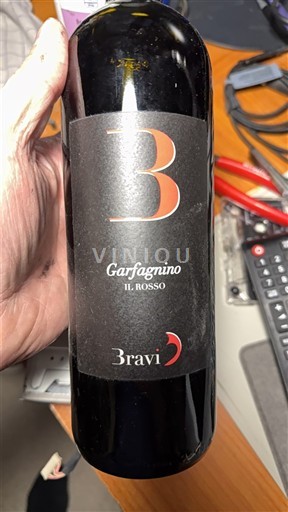 B
VINIQU
Garfagnino
IL ROSSO
Bravi